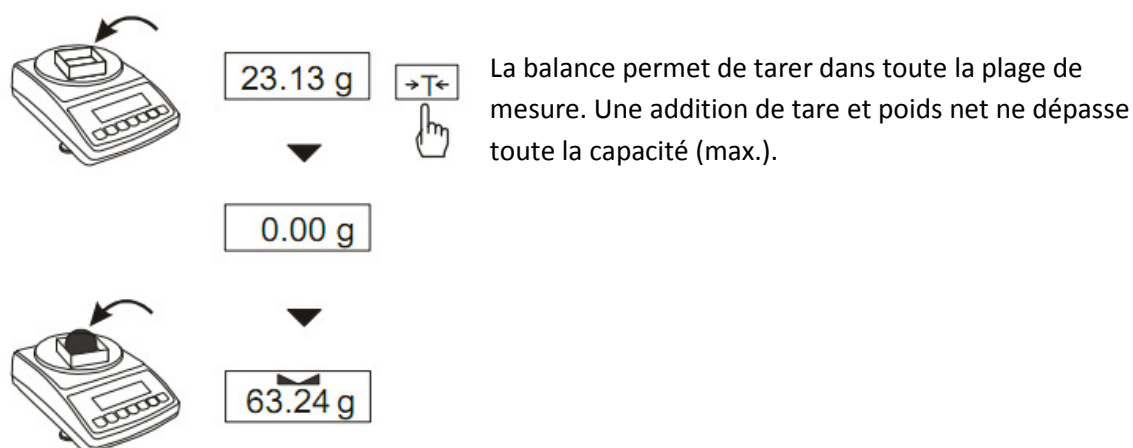 23.13 g
→T←
La balance permet de tarer dans toute la plage de
mesure. Une addition de tare et poids net ne dépasse
toute la capacité (max.).
0.00 g
63.24 g